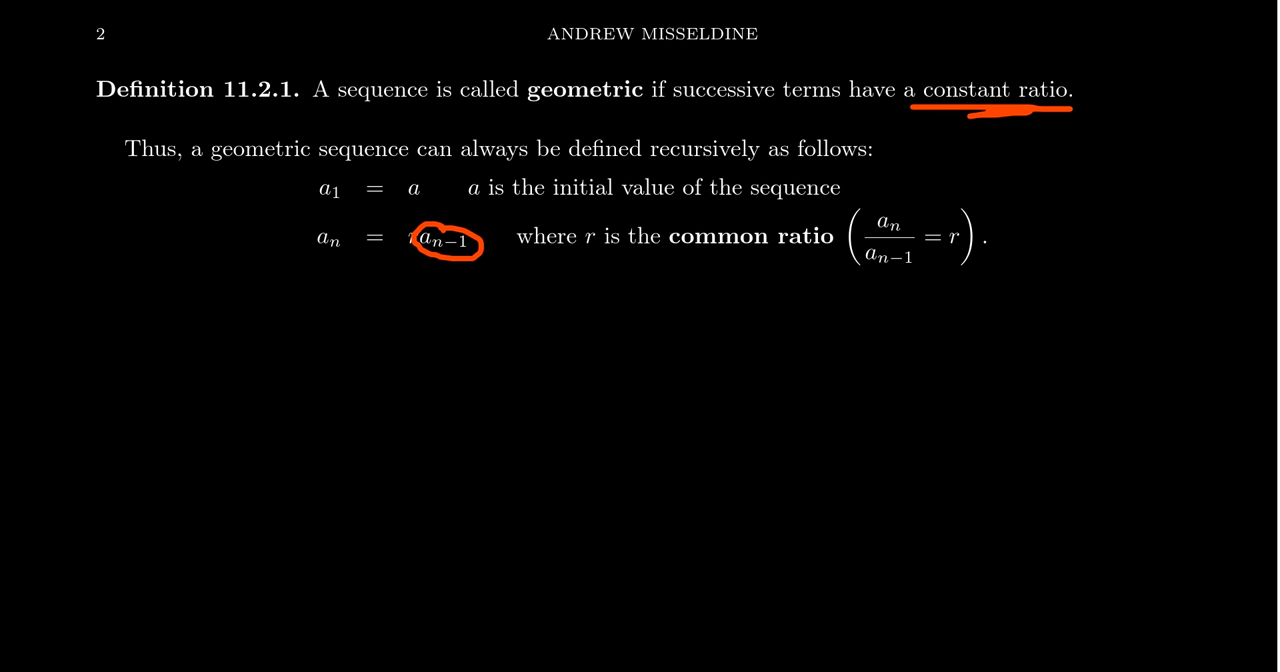 2 ANDREW MISSELDINE
Definition 11.2.1. A sequence is called geometric if successive terms have a constant ratio.
Thus, a geometric sequence can always be defined recursively as follows:
a₁ = a a is the initial value of the sequence
aₙ = raₙ₋₁ where r is the common ratio (aₙ/aₙ₋₁ = r).